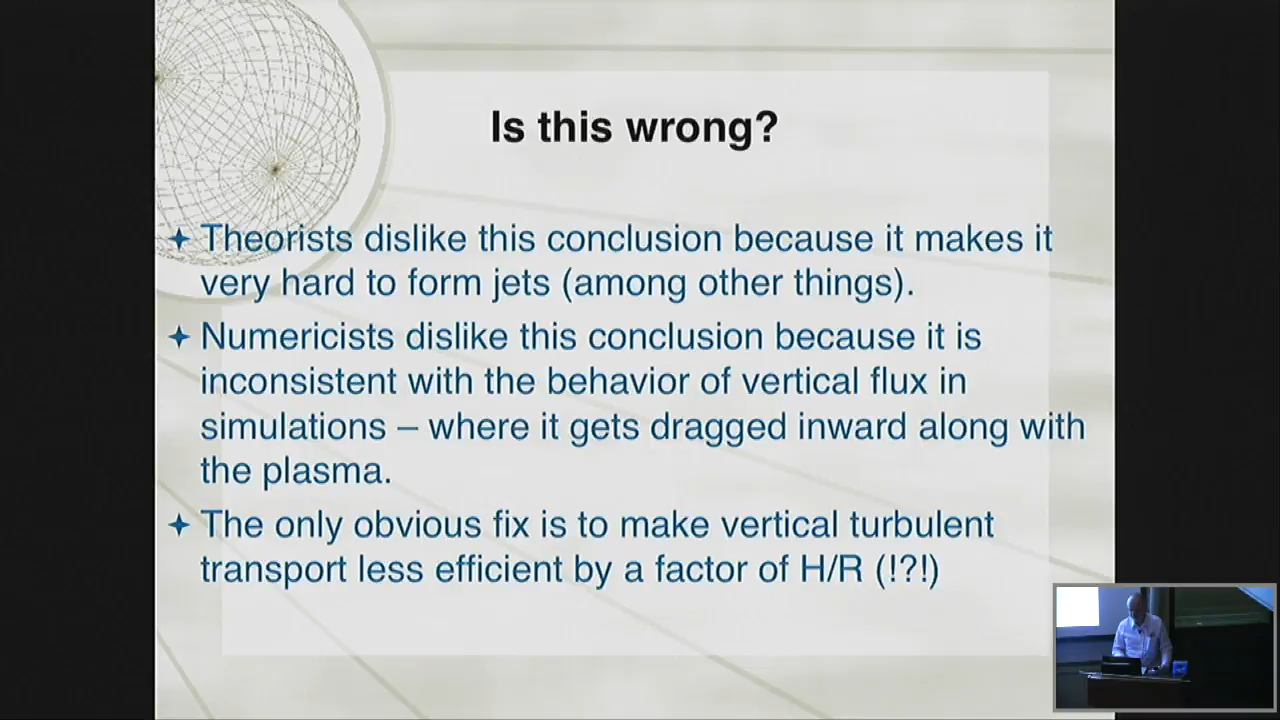 Is this wrong?
Theorists dislike this conclusion because it makes it
very hard to form jets (among other things).
Numericists dislike this conclusion because it is
inconsistent with the behavior of vertical flux in
simulations – where it gets dragged inward along with
the plasma.
The only obvious fix is to make vertical turbulent
transport less efficient by a factor of H/R (!?!)